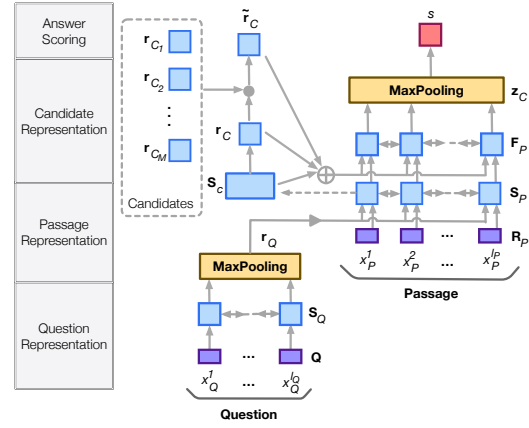 Answer
Scoring
Candidate
Representation
Passage
Representation
Question
Representation
r_{C_1}
r_{C_2}
r_{C_M}
Candidates
r̃_C
r_C
S_c
s
MaxPooling
z_C
F_P
S_P
R_P
x_P^1
x_P^2
...
x_P^{l_P}
Passage
r_Q
MaxPooling
S_Q
Q
...
x_Q^1
...
x_Q^{l_Q}
Question